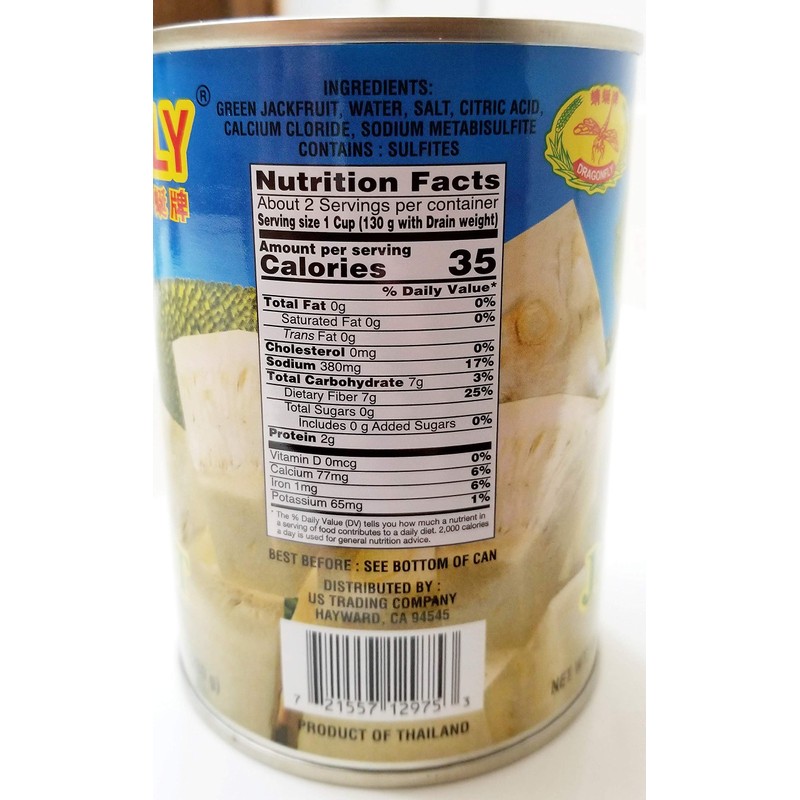 LY®
蜓牌
INGREDIENTS:
GREEN JACKFRUIT, WATER, SALT, CITRIC ACID,
CALCIUM CLORIDE, SODIUM METABISULFITE
CONTAINS : SULFITES
蜻蜓牌
DRAGONFLY
Nutrition Facts
About 2 Servings per container
Serving size 1 Cup (130 g with Drain weight)
Amount per serving
Calories 35
% Daily Value*
Total Fat 0g 0%
Saturated Fat 0g 0%
Trans Fat 0g
Cholesterol 0mg 0%
Sodium 380mg 17%
Total Carbohydrate 7g 3%
Dietary Fiber 7g 25%
Total Sugars 0g
Includes 0 g Added Sugars 0%
Protein 2g
Vitamin D 0mcg 0%
Calcium 77mg 6%
Iron 1mg 6%
Potassium 65mg 1%
* The % Daily Value (DV) tells you how much a nutrient in
a serving of food contributes to a daily diet. 2,000 calories
a day is used for general nutrition advice.
BEST BEFORE : SEE BOTTOM OF CAN
DISTRIBUTED BY :
US TRADING COMPANY
HAYWARD, CA 94545
7 21557 12975 3
PRODUCT OF THAILAND
J
NET